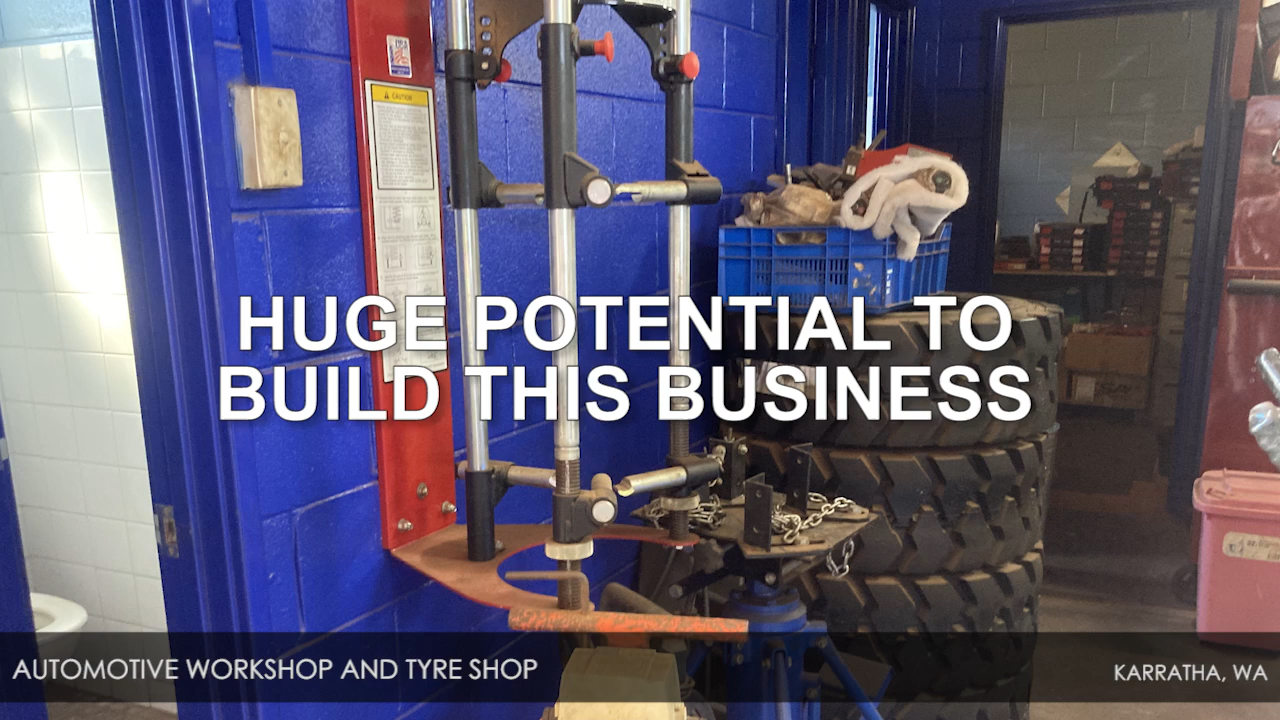 CAUTION
HUGE POTENTIAL TO
BUILD THIS BUSINESS
AUTOMOTIVE WORKSHOP AND TYRE SHOP
KARRATHA, WA